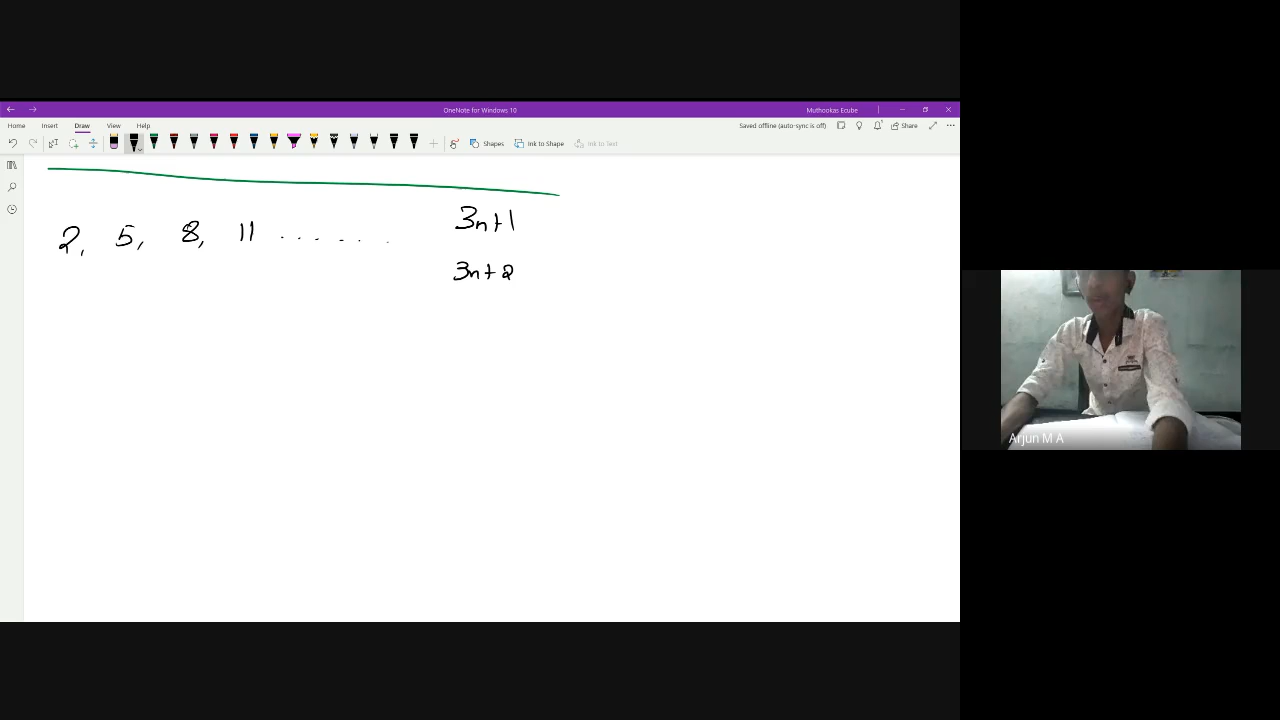 OneNote for Windows 10
Muthookas Ecube
Home Insert Draw View Help
Saved offline (auto-sync is off)
Share
Shapes
Ink to Shape
Ink to Text
2, 5, 8, 11 .......
3n+1
3n+2
Arjun M A